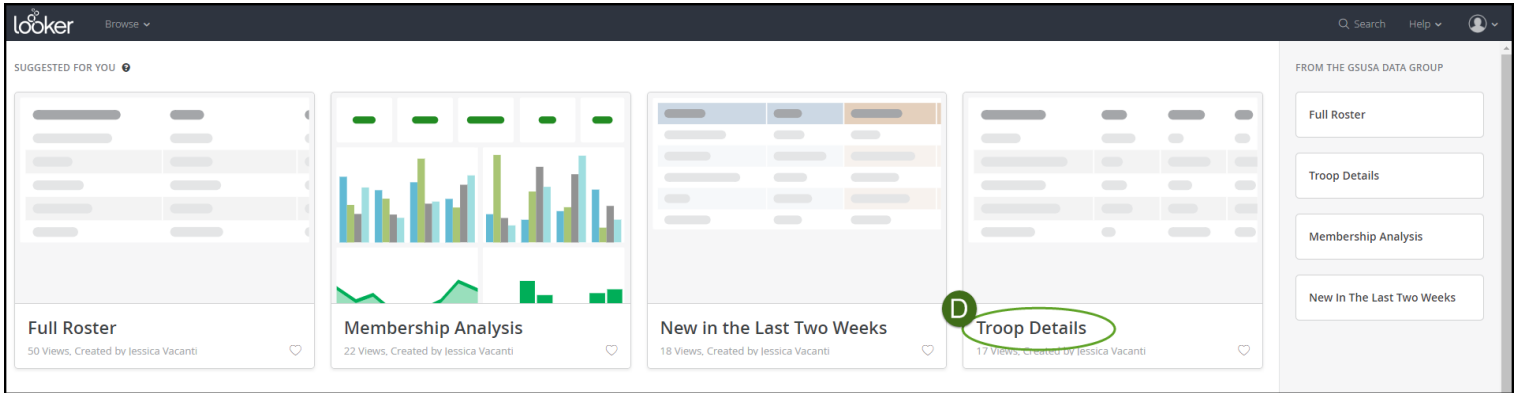 looker
Browse
Search
Help
SUGGESTED FOR YOU ?
FROM THE GSUSA DATA GROUP
Full Roster
50 Views, Created by Jessica Vacanti
Membership Analysis
22 Views, Created by Jessica Vacanti
New in the Last Two Weeks
18 Views, Created by Jessica Vacanti
D
Troop Details
17 Views, Created by Jessica Vacanti
Full Roster
Troop Details
Membership Analysis
New In The Last Two Weeks